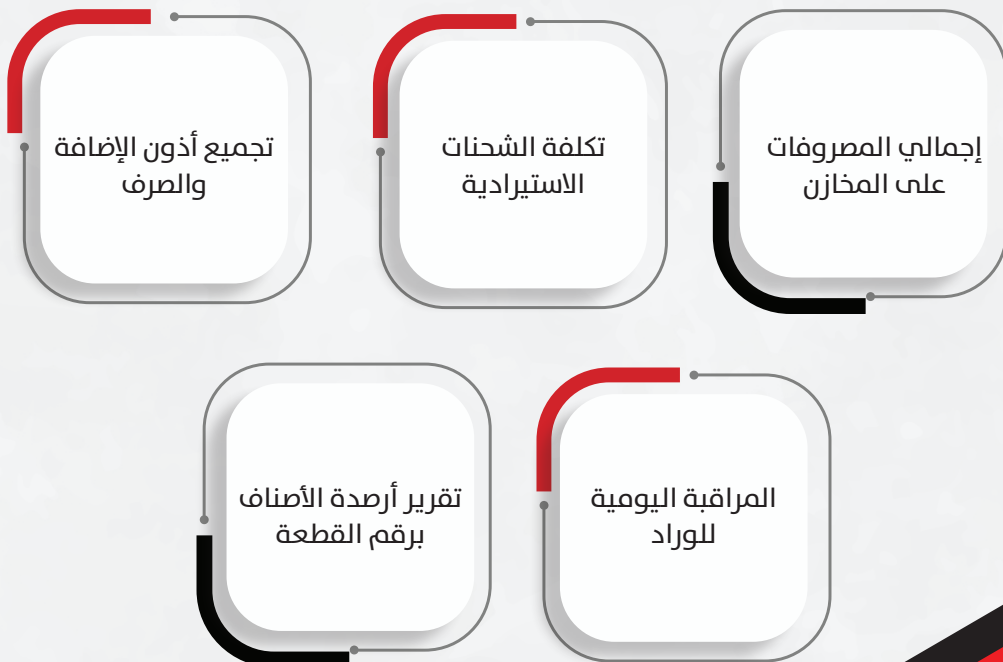 إجمالي المصروفات
على المخازن
تكلفة الشحنات
الاستيرادية
تجميع أذون الإضافة
والصرف
المراقبة اليومية
للوراد
تقرير أرصدة الأصناف
برقم القطعة